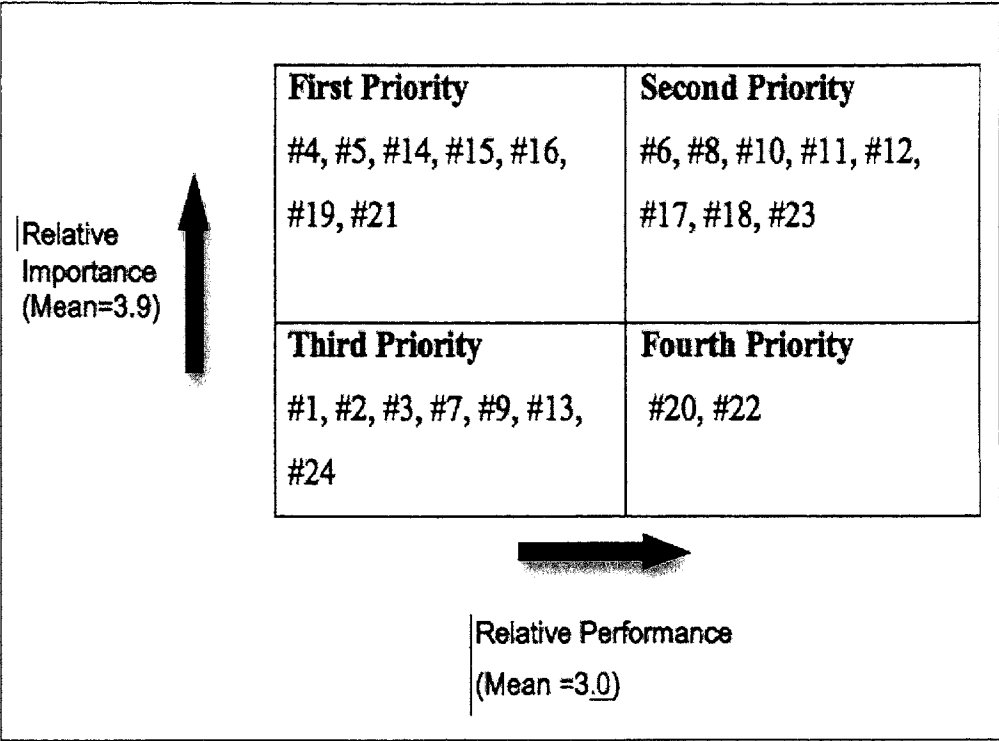 First Priority
#4, #5, #14, #15, #16,
#19, #21
Second Priority
#6, #8, #10, #11, #12,
#17, #18, #23
Relative
Importance
(Mean=3.9)
Third Priority
#1, #2, #3, #7, #9, #13,
#24
Fourth Priority
#20, #22
Relative Performance
(Mean =3.0)